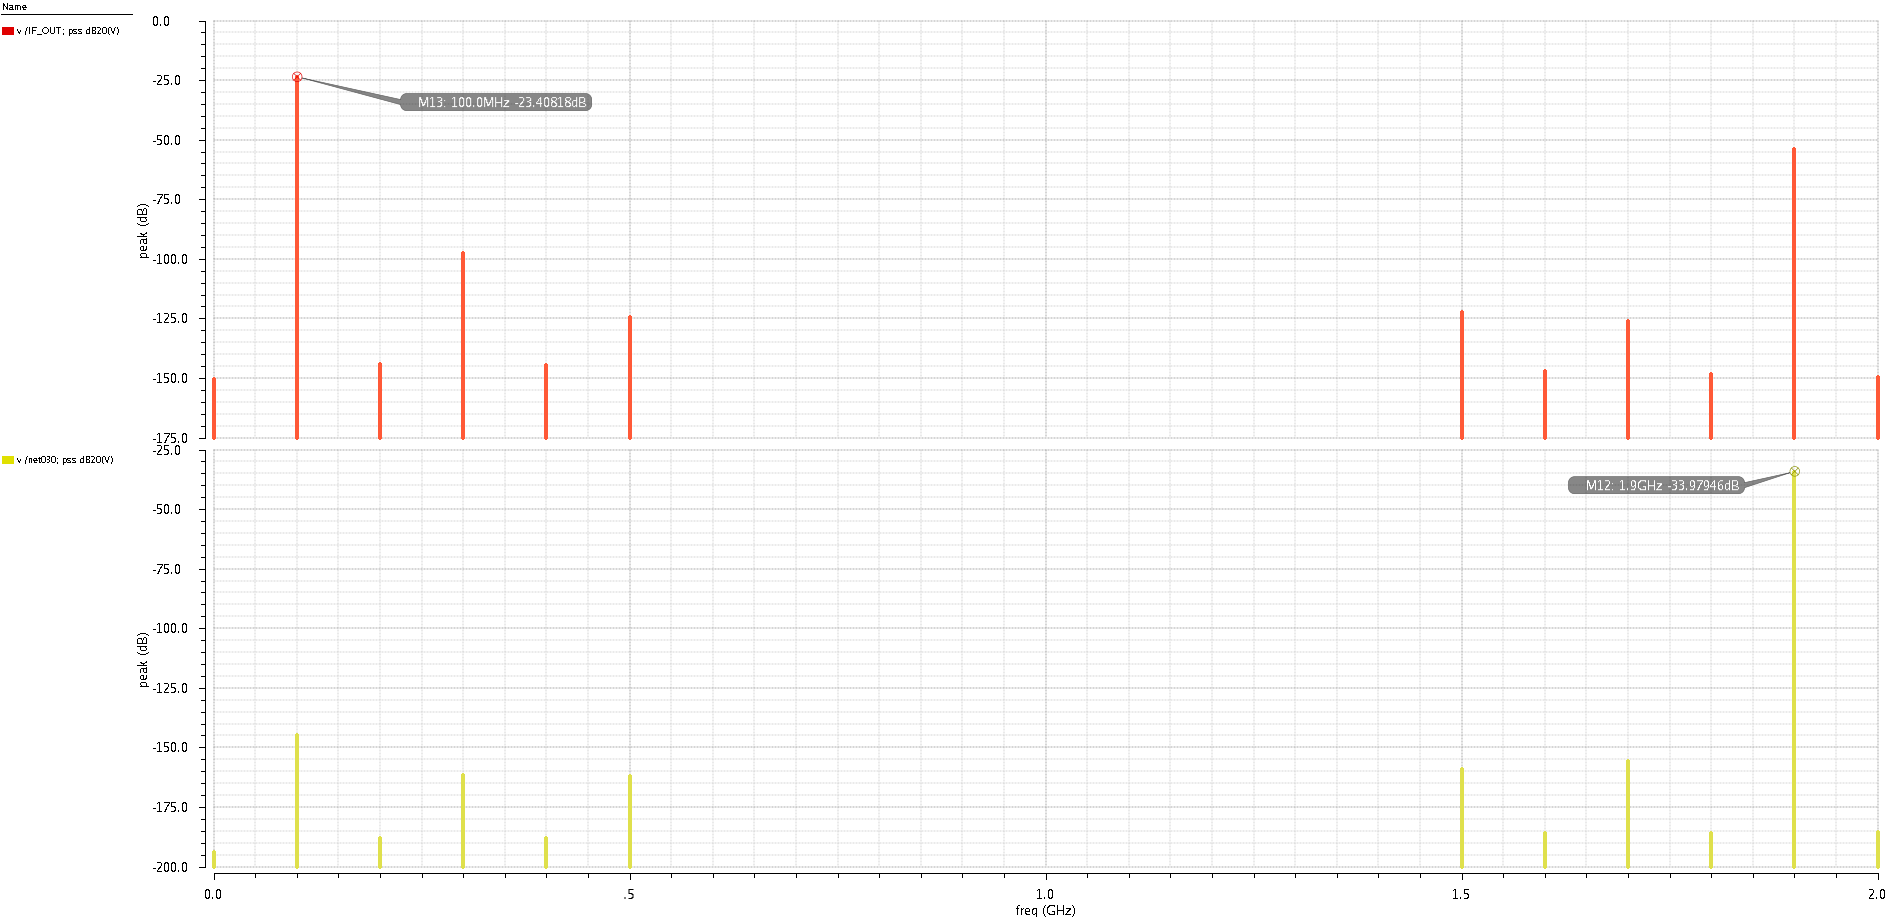 Name
v /IF_OUT; pss dB20(V)
0.0
-25.0
-50.0
-75.0
-100.0
-125.0
-150.0
-175.0
peak (dB)
M13: 100.0MHz -23.40818dB
v /net030; pss dB20(V)
-25.0
-50.0
-75.0
-100.0
-125.0
-150.0
-175.0
-200.0
peak (dB)
M12: 1.9GHz -33.97946dB
0.0 .5 1.0 1.5 2.0
freq (GHz)